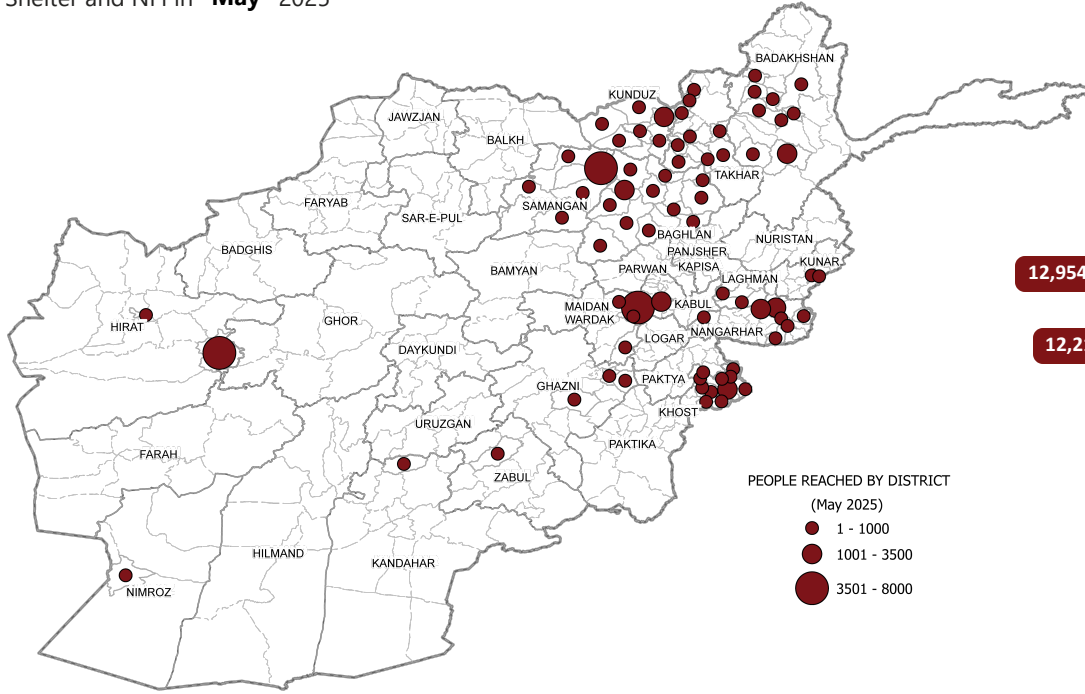 Shelter and NFI in "May" 2025
BADAKHSHAN
KUNDUZ
JAWZJAN
BALKH
TAKHAR
FARYAB
SAMANGAN
SAR-E-PUL
BAGHLAN
NURISTAN
BADGHIS
PANJSHER
KUNAR
BAMYAN
PARWAN
KAPISA
LAGHMAN
12,954
MAIDAN
WARDAK
KABUL
HIRAT
GHOR
NANGARHAR
LOGAR
DAYKUNDI
GHAZNI
PAKTYA
KHOST
URUZGAN
PAKTIKA
FARAH
ZABUL
PEOPLE REACHED BY DISTRICT
(May 2025)
1 - 1000
1001 - 3500
3501 - 8000
HILMAND
KANDAHAR
NIMROZ